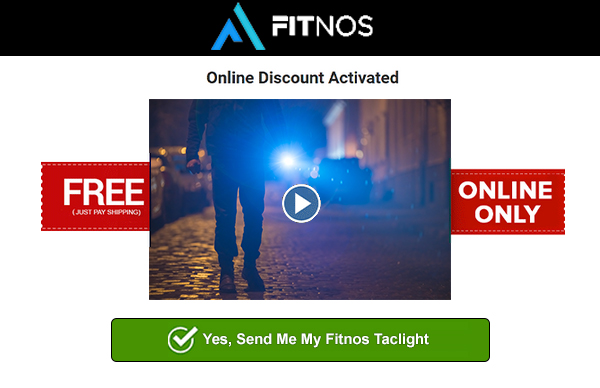 FITNOS
Online Discount Activated
FREE
( JUST PAY SHIPPING)
ONLINE
ONLY
Yes, Send Me My Fitnos Taclight